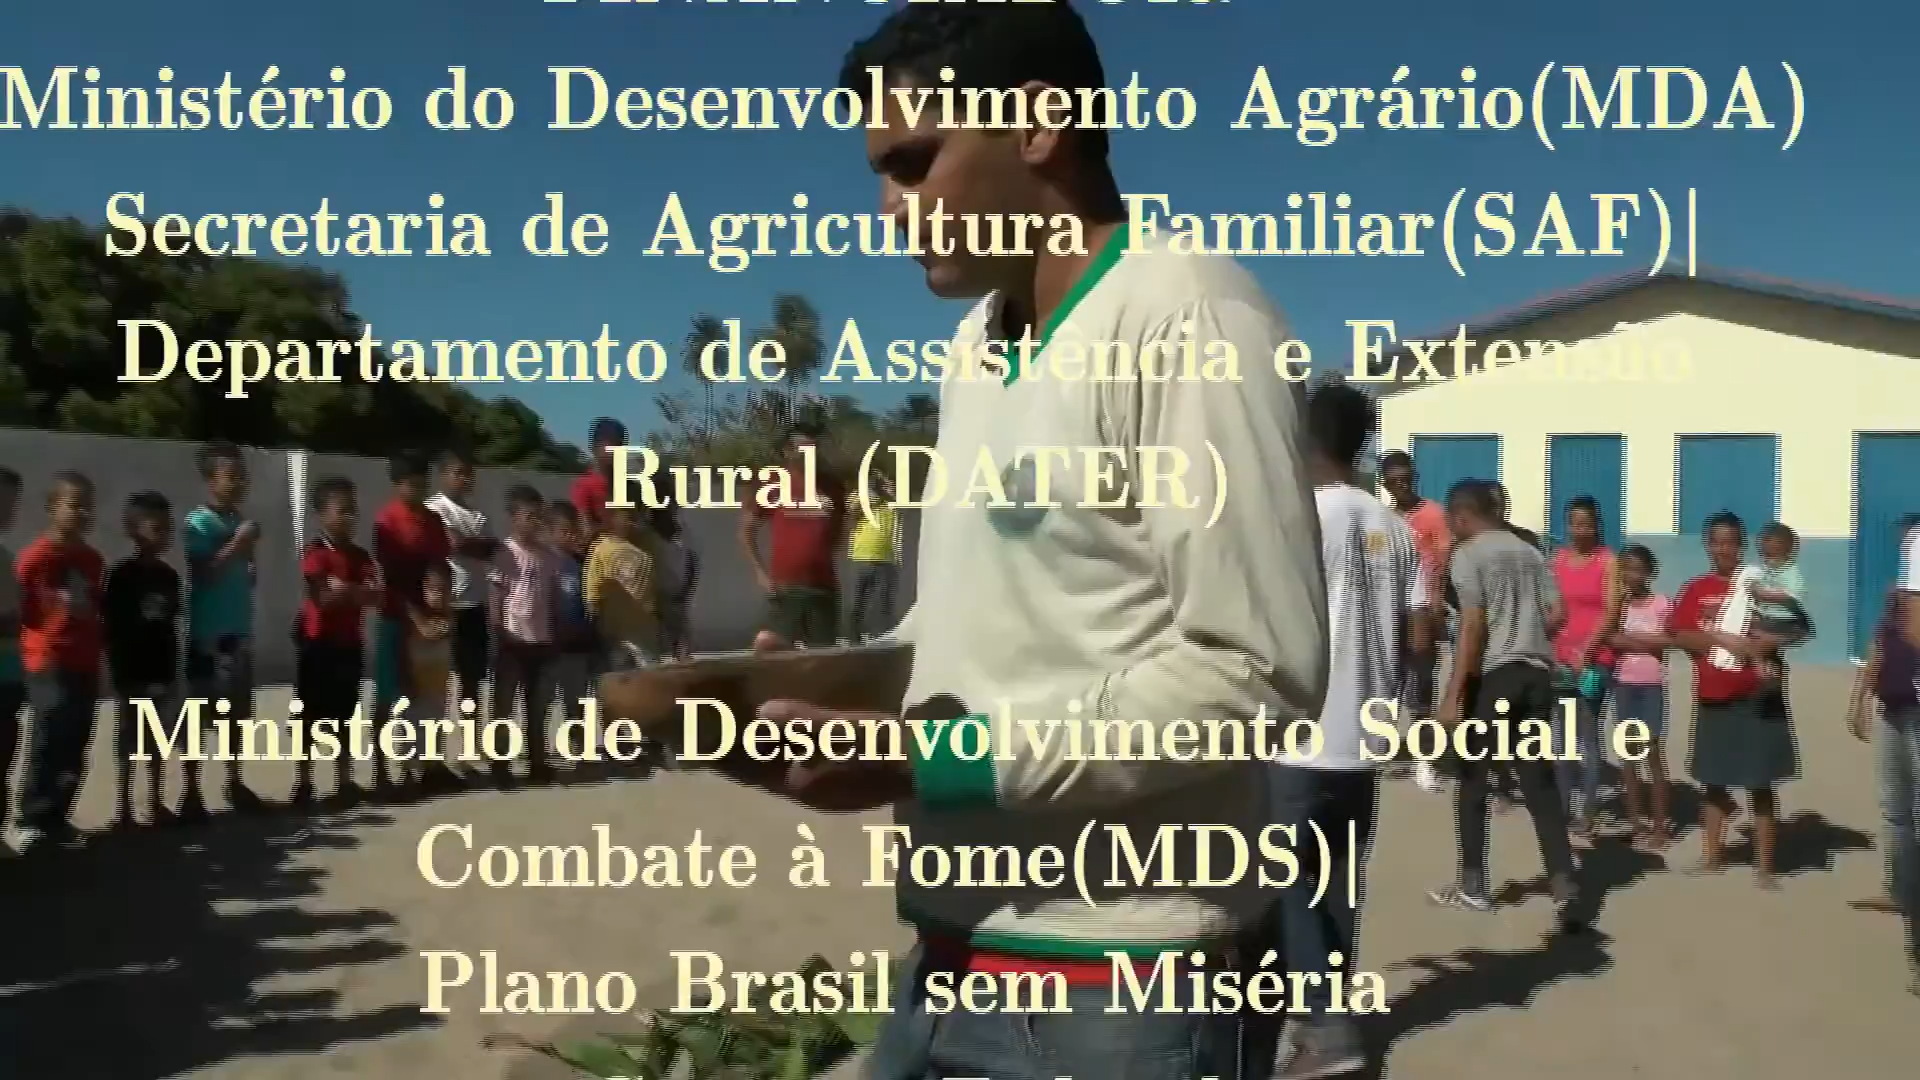 Ministério do Desenvolvimento Agrário(MDA)
Secretaria de Agricultura Familiar(SAF)|
Departamento de Assistência e Extensão
Rural (DATER)
Ministério de Desenvolvimento Social e
Combate à Fome(MDS)|
Plano Brasil sem Miséria